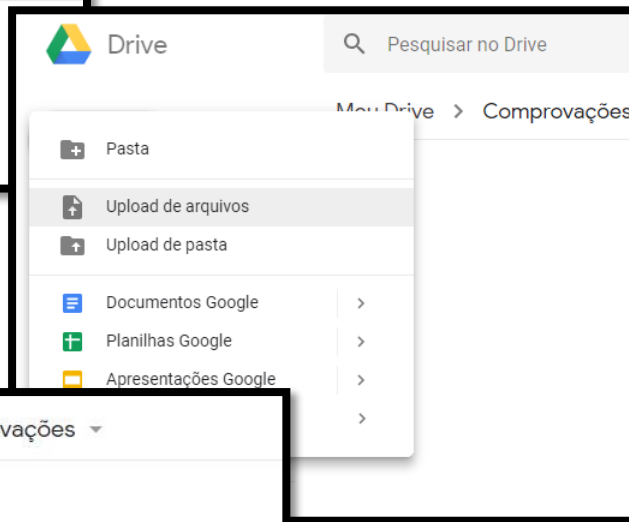 Drive
Pesquisar no Drive
Meu Drive > Comprovações
Pasta
Upload de arquivos
Upload de pasta
Documentos Google
Planilhas Google
Apresentações Google
vações